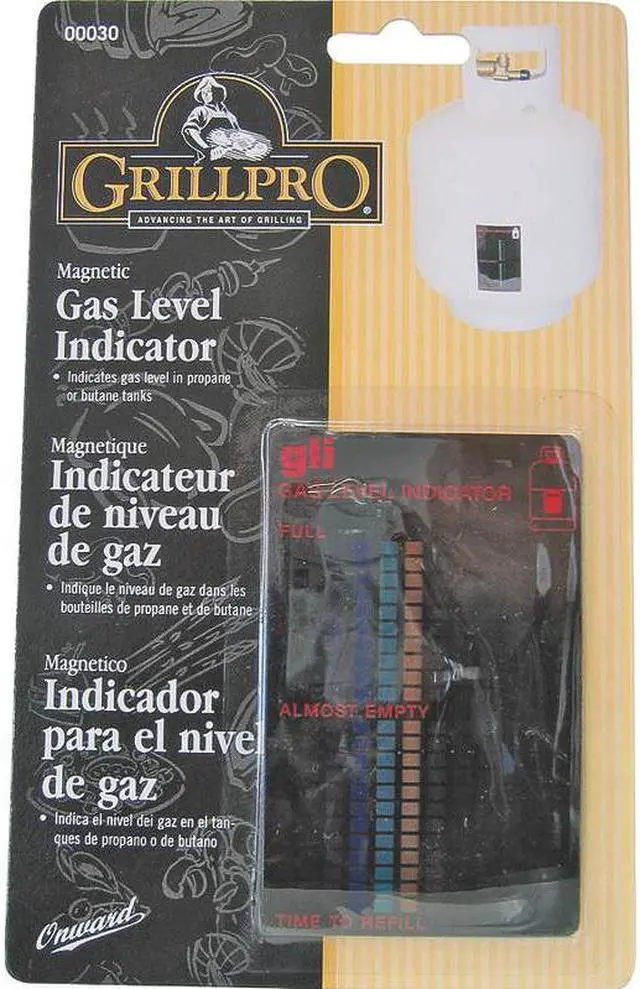 00030
GRILLPRO®
ADVANCING THE ART OF GRILLING
Magnetic
Gas Level
Indicator
• Indicates gas level in propane
or butane tanks
Magnetique
Indicateur
de niveau
de gaz
• Indique le niveau de gaz dans les
bouteilles de propane et de butane
Magnetico
Indicador
para el nivel
de gaz
• Indica el nivel dei gaz en el tan-
ques de propano o de butano
Onward
gli
GAS LEVEL INDICATOR
FULL
ALMOST EMPTY
TIME TO REFILL